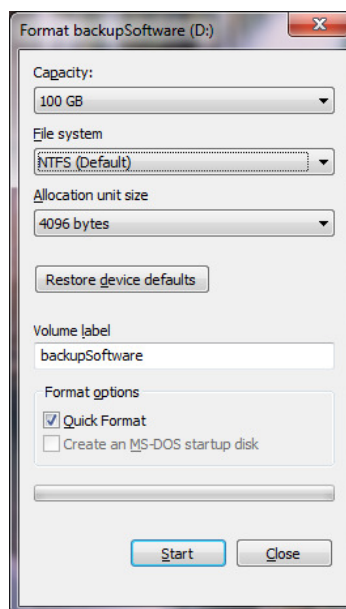 Format backupSoftware (D:)
Capacity:
100 GB
File system
NTFS (Default)
Allocation unit size
4096 bytes
Restore device defaults
Volume label
backupSoftware
Format options
Quick Format
Create an MS-DOS startup disk
Start
Close